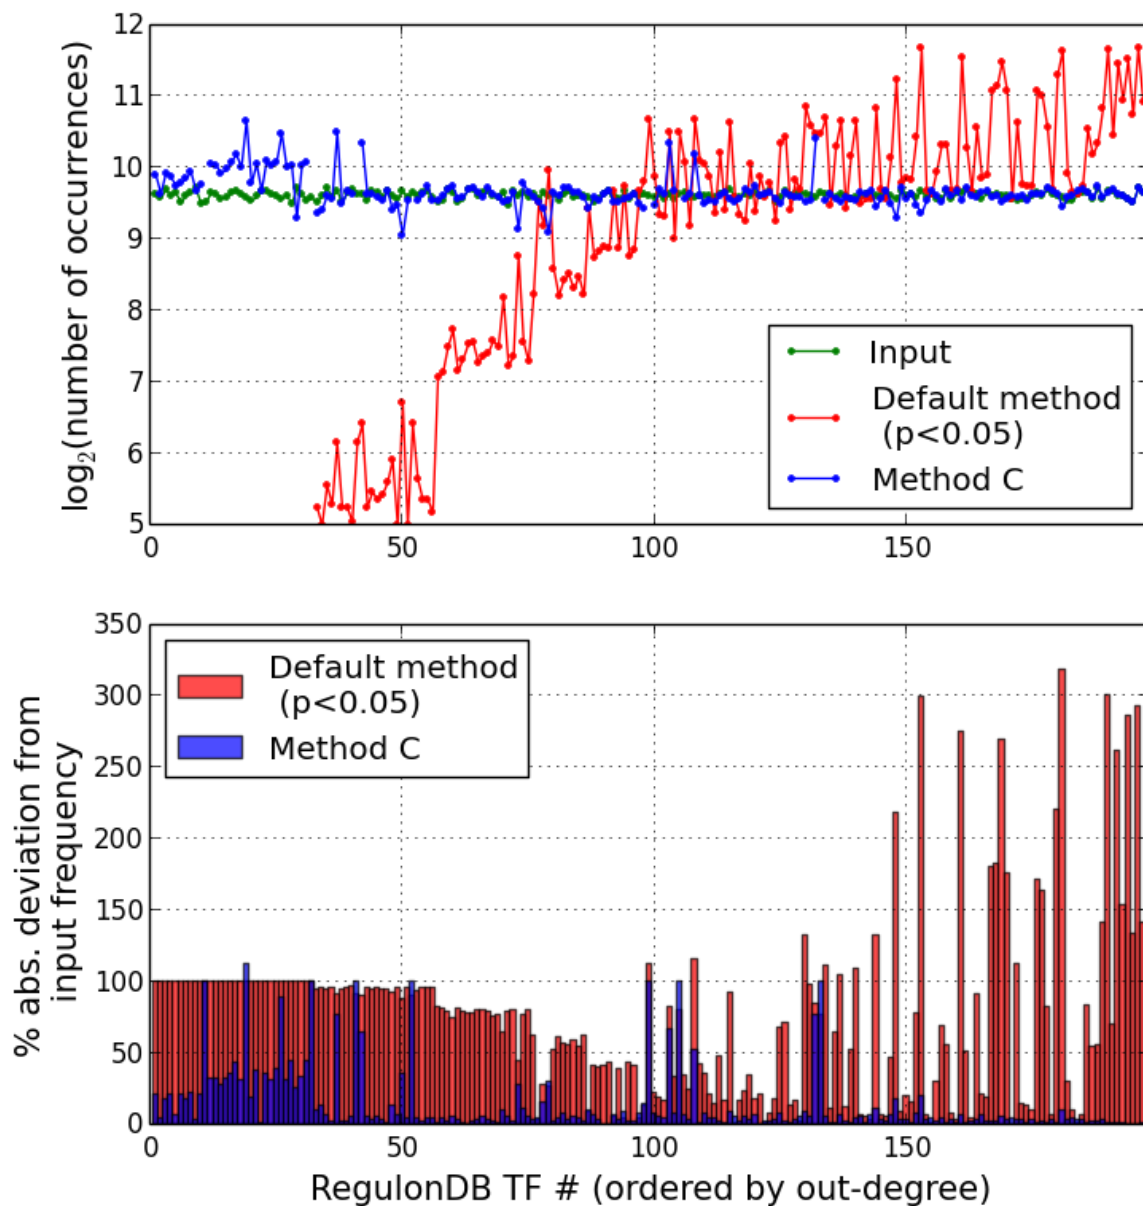 log₂(number of occurrences)
12
11
10
9
8
7
6
5
0
50
100
150
Input
Default method
(p<0.05)
Method C
% abs. deviation from
input frequency
350
300
250
200
150
100
50
0
Default method
(p<0.05)
Method C
0
50
100
150
RegulonDB TF # (ordered by out-degree)